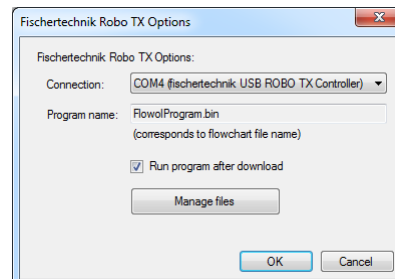 Fischertechnik Robo TX Options
Fischertechnik Robo TX Options:
Connection: COM4 (fischertechnik USB ROBO TX Controller)
Program name: FlowolProgram.bin
(corresponds to flowchart file name)
Run program after download
Manage files
OK Cancel